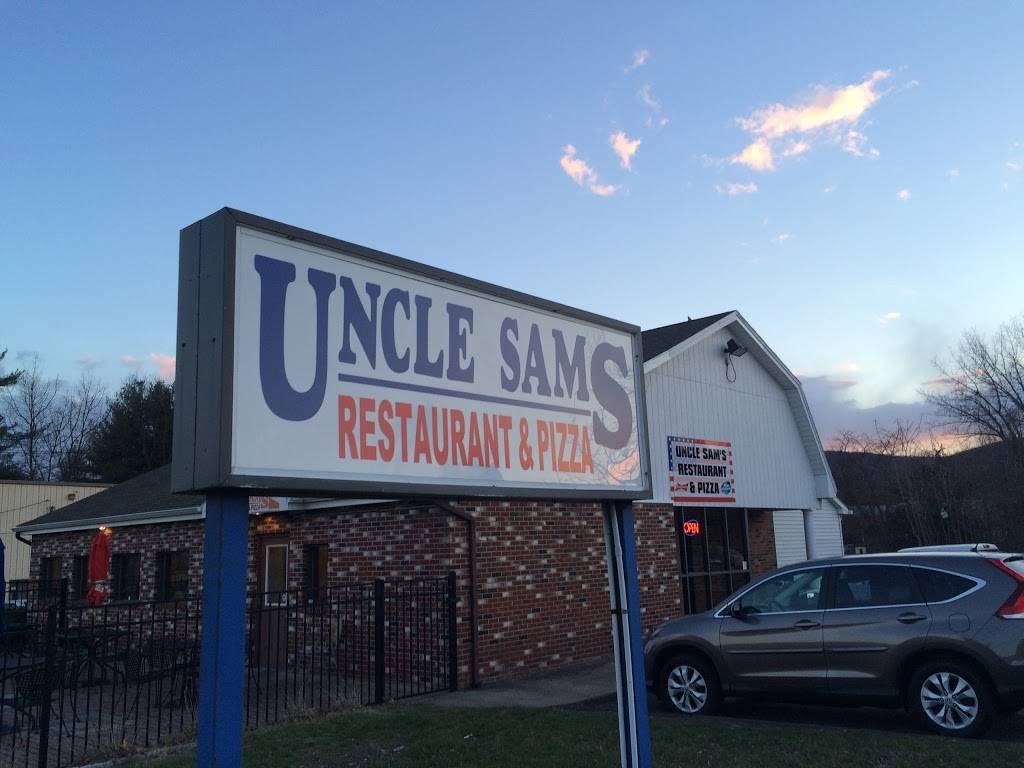 UNCLE SAMS
RESTAURANT & PIZZA
UNCLE SAM'S
RESTAURANT
& PIZZA
OPEN